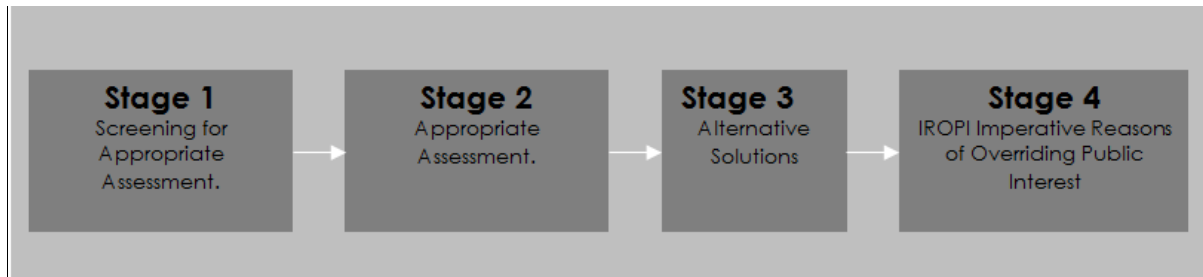 Stage 1
Screening for
Appropriate
Assessment.
Stage 2
Appropriate
Assessment.
Stage 3
Alternative
Solutions
Stage 4
IROPI Imperative Reasons
of Overriding Public
Interest